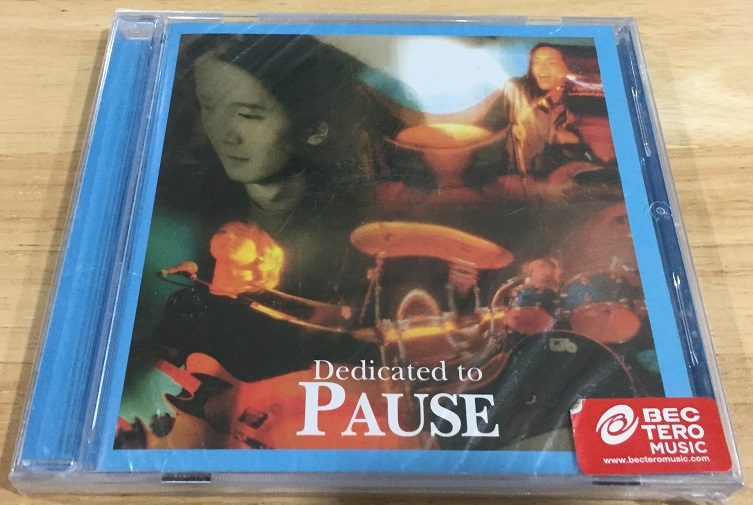 Dedicated to
PAUSE
BEC
TERO
MUSIC
www.becteromusic.com